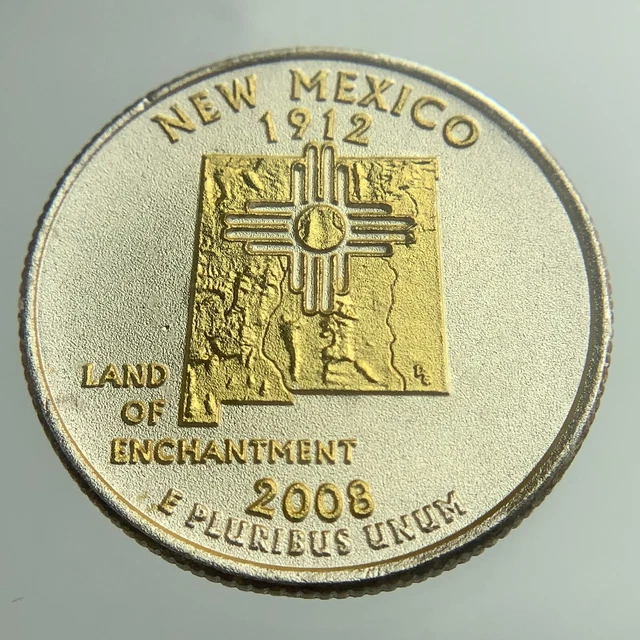 NEW MEXICO
1912
LAND
OF
ENCHANTMENT
2008
E PLURIBUS UNUM